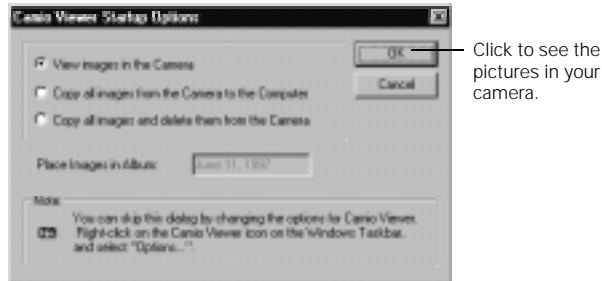 Camio Viewer Startup Options
View images in the Camera
Copy all images from the Camera to the Computer
Copy all images and delete them from the Camera
OK
Cancel
Click to see the
pictures in your
camera.
Place Images in Album:
June 11, 1997
Note:
You can skip this dialog by changing the options for Camio Viewer.
Right-click on the Camio Viewer icon on the Windows Taskbar,
and select "Options...".